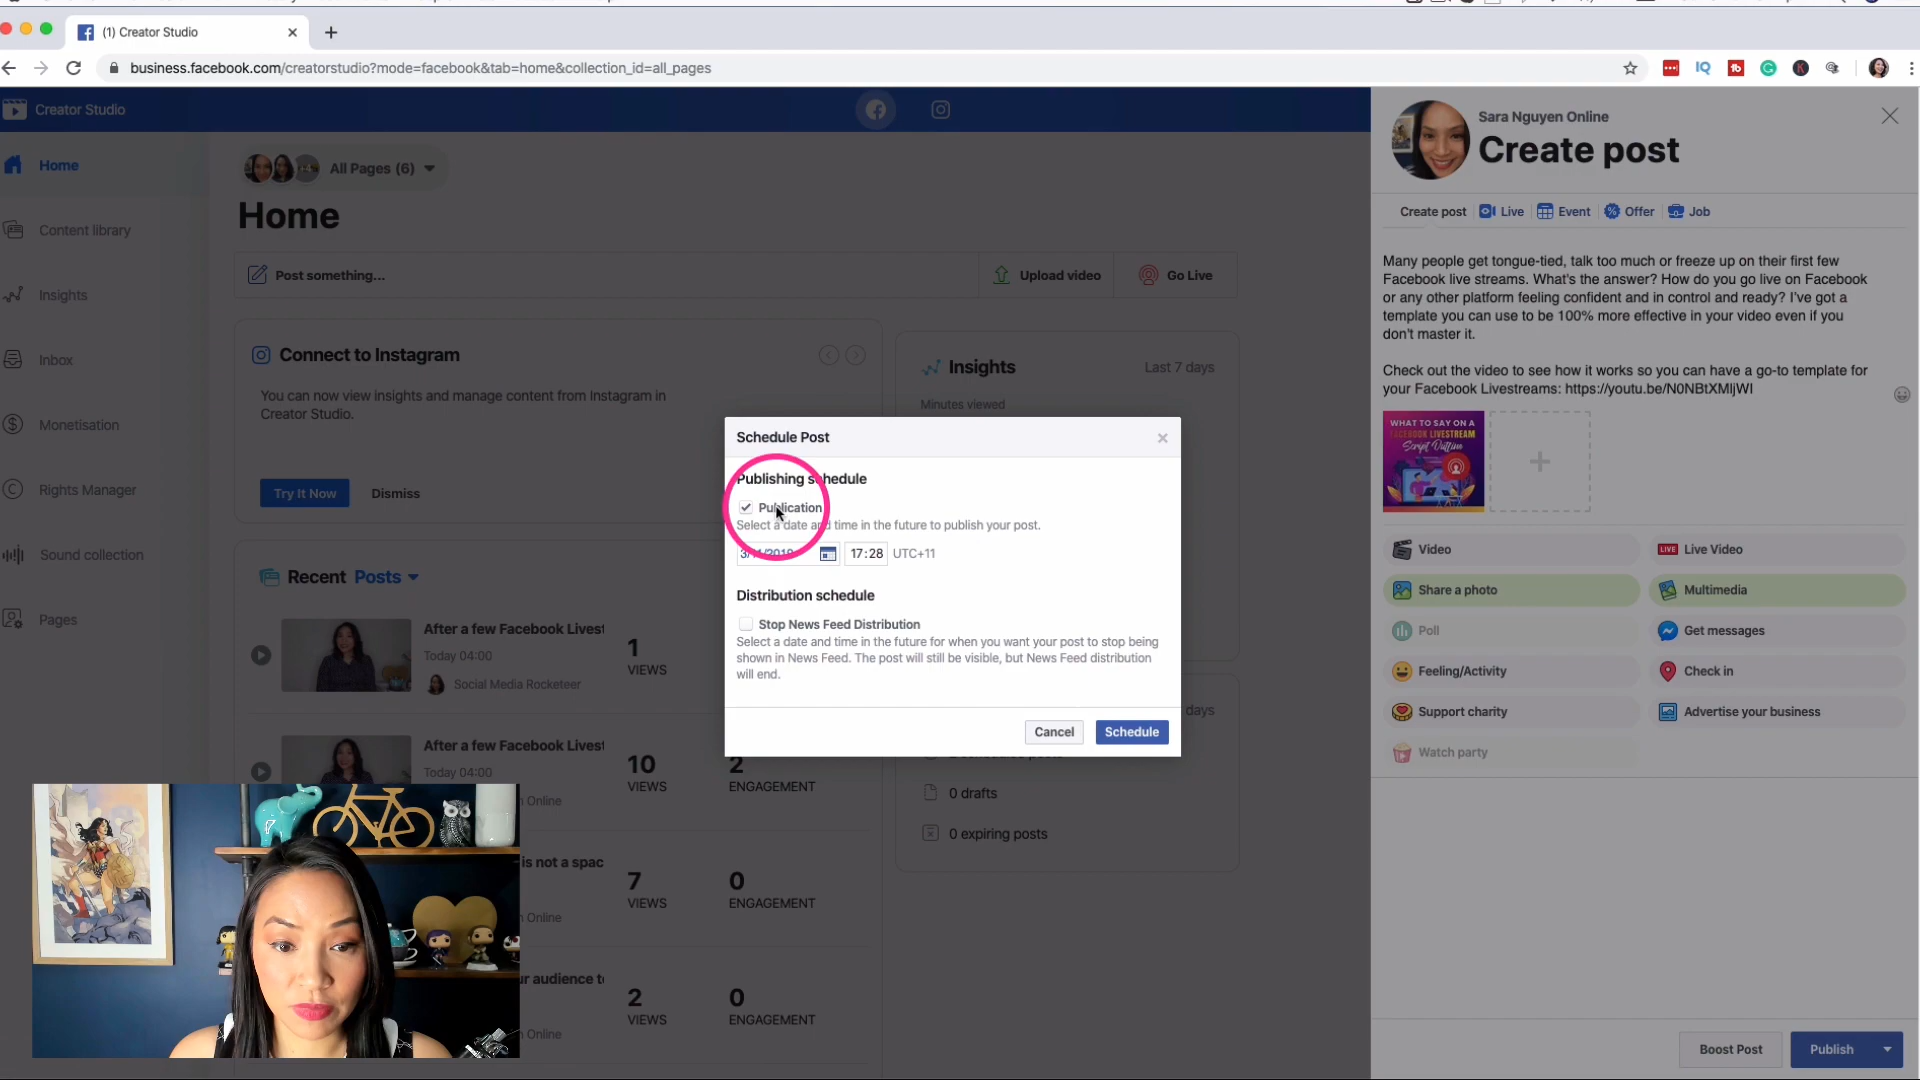 (1) Creator Studio
business.facebook.com/creatorstudio?mode=facebook&tab=home&collection_id=all_pages
Creator Studio
Home
Content library
Insights
Inbox
Monetisation
Rights Manager
Sound collection
Pages
All Pages (6)
Home
Post something...
Upload video
Go Live
Connect to Instagram
You can now view insights and manage content from Instagram in
Creator Studio.
Try It Now
Dismiss
Insights
Last 7 days
Minutes viewed
Recent Posts
After a few Facebook Livest
Today 04:00
Social Media Rocketeer
1
VIEWS
After a few Facebook Livest
Today 04:00
Online
10
VIEWS
2
ENGAGEMENT
is not a spac
Online
7
VIEWS
0
ENGAGEMENT
ur audience to
Online
2
VIEWS
0
ENGAGEMENT
days
0 drafts
0 expiring posts
Schedule Post
Publishing schedule
Publication
Select a date and time in the future to publish your post.
17:28 UTC+11
Distribution schedule
Stop News Feed Distribution
Select a date and time in the future for when you want your post to stop being
shown in News Feed. The post will still be visible, but News Feed distribution
will end.
Cancel
Schedule
Sara Nguyen Online
Create post
Create post
Live
Event
Offer
Job
Many people get tongue-tied, talk too much or freeze up on their first few
Facebook live streams. What's the answer? How do you go live on Facebook
or any other platform feeling confident and in control and ready? I've got a
template you can use to be 100% more effective in your video even if you
don't master it.
Check out the video to see how it works so you can have a go-to template for
your Facebook Livestreams: https://youtu.be/N0NBtXMljWI
WHAT TO SAY ON A
FACEBOOK LIVESTREAM
Script Outline
Video
LIVE
Live Video
Share a photo
Multimedia
Poll
Get messages
Feeling/Activity
Check in
Support charity
Advertise your business
Watch party
Boost Post
Publish